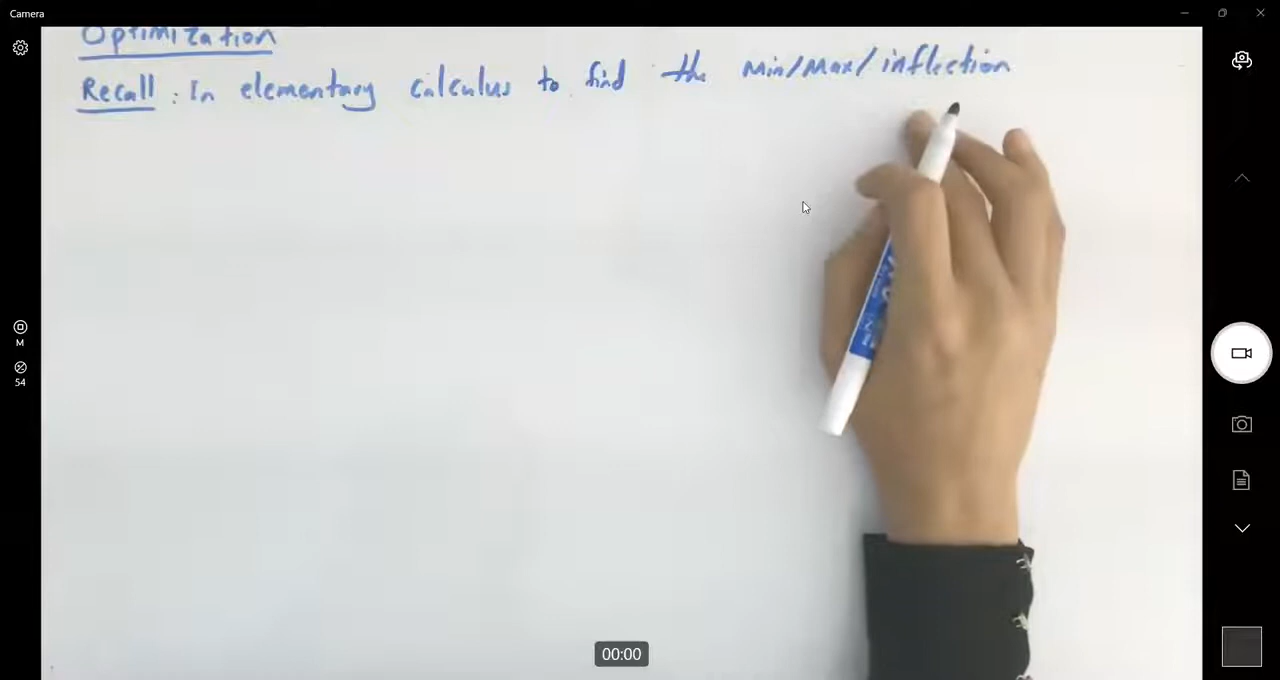 Camera
Optimization
Recall : In elementary calculus to find the Min/Max/inflection
M
54
00:00